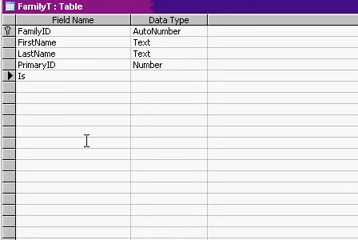 FamilyT : Table
Field Name Data Type
FamilyID AutoNumber
FirstName Text
LastName Text
PrimaryID Number
Is